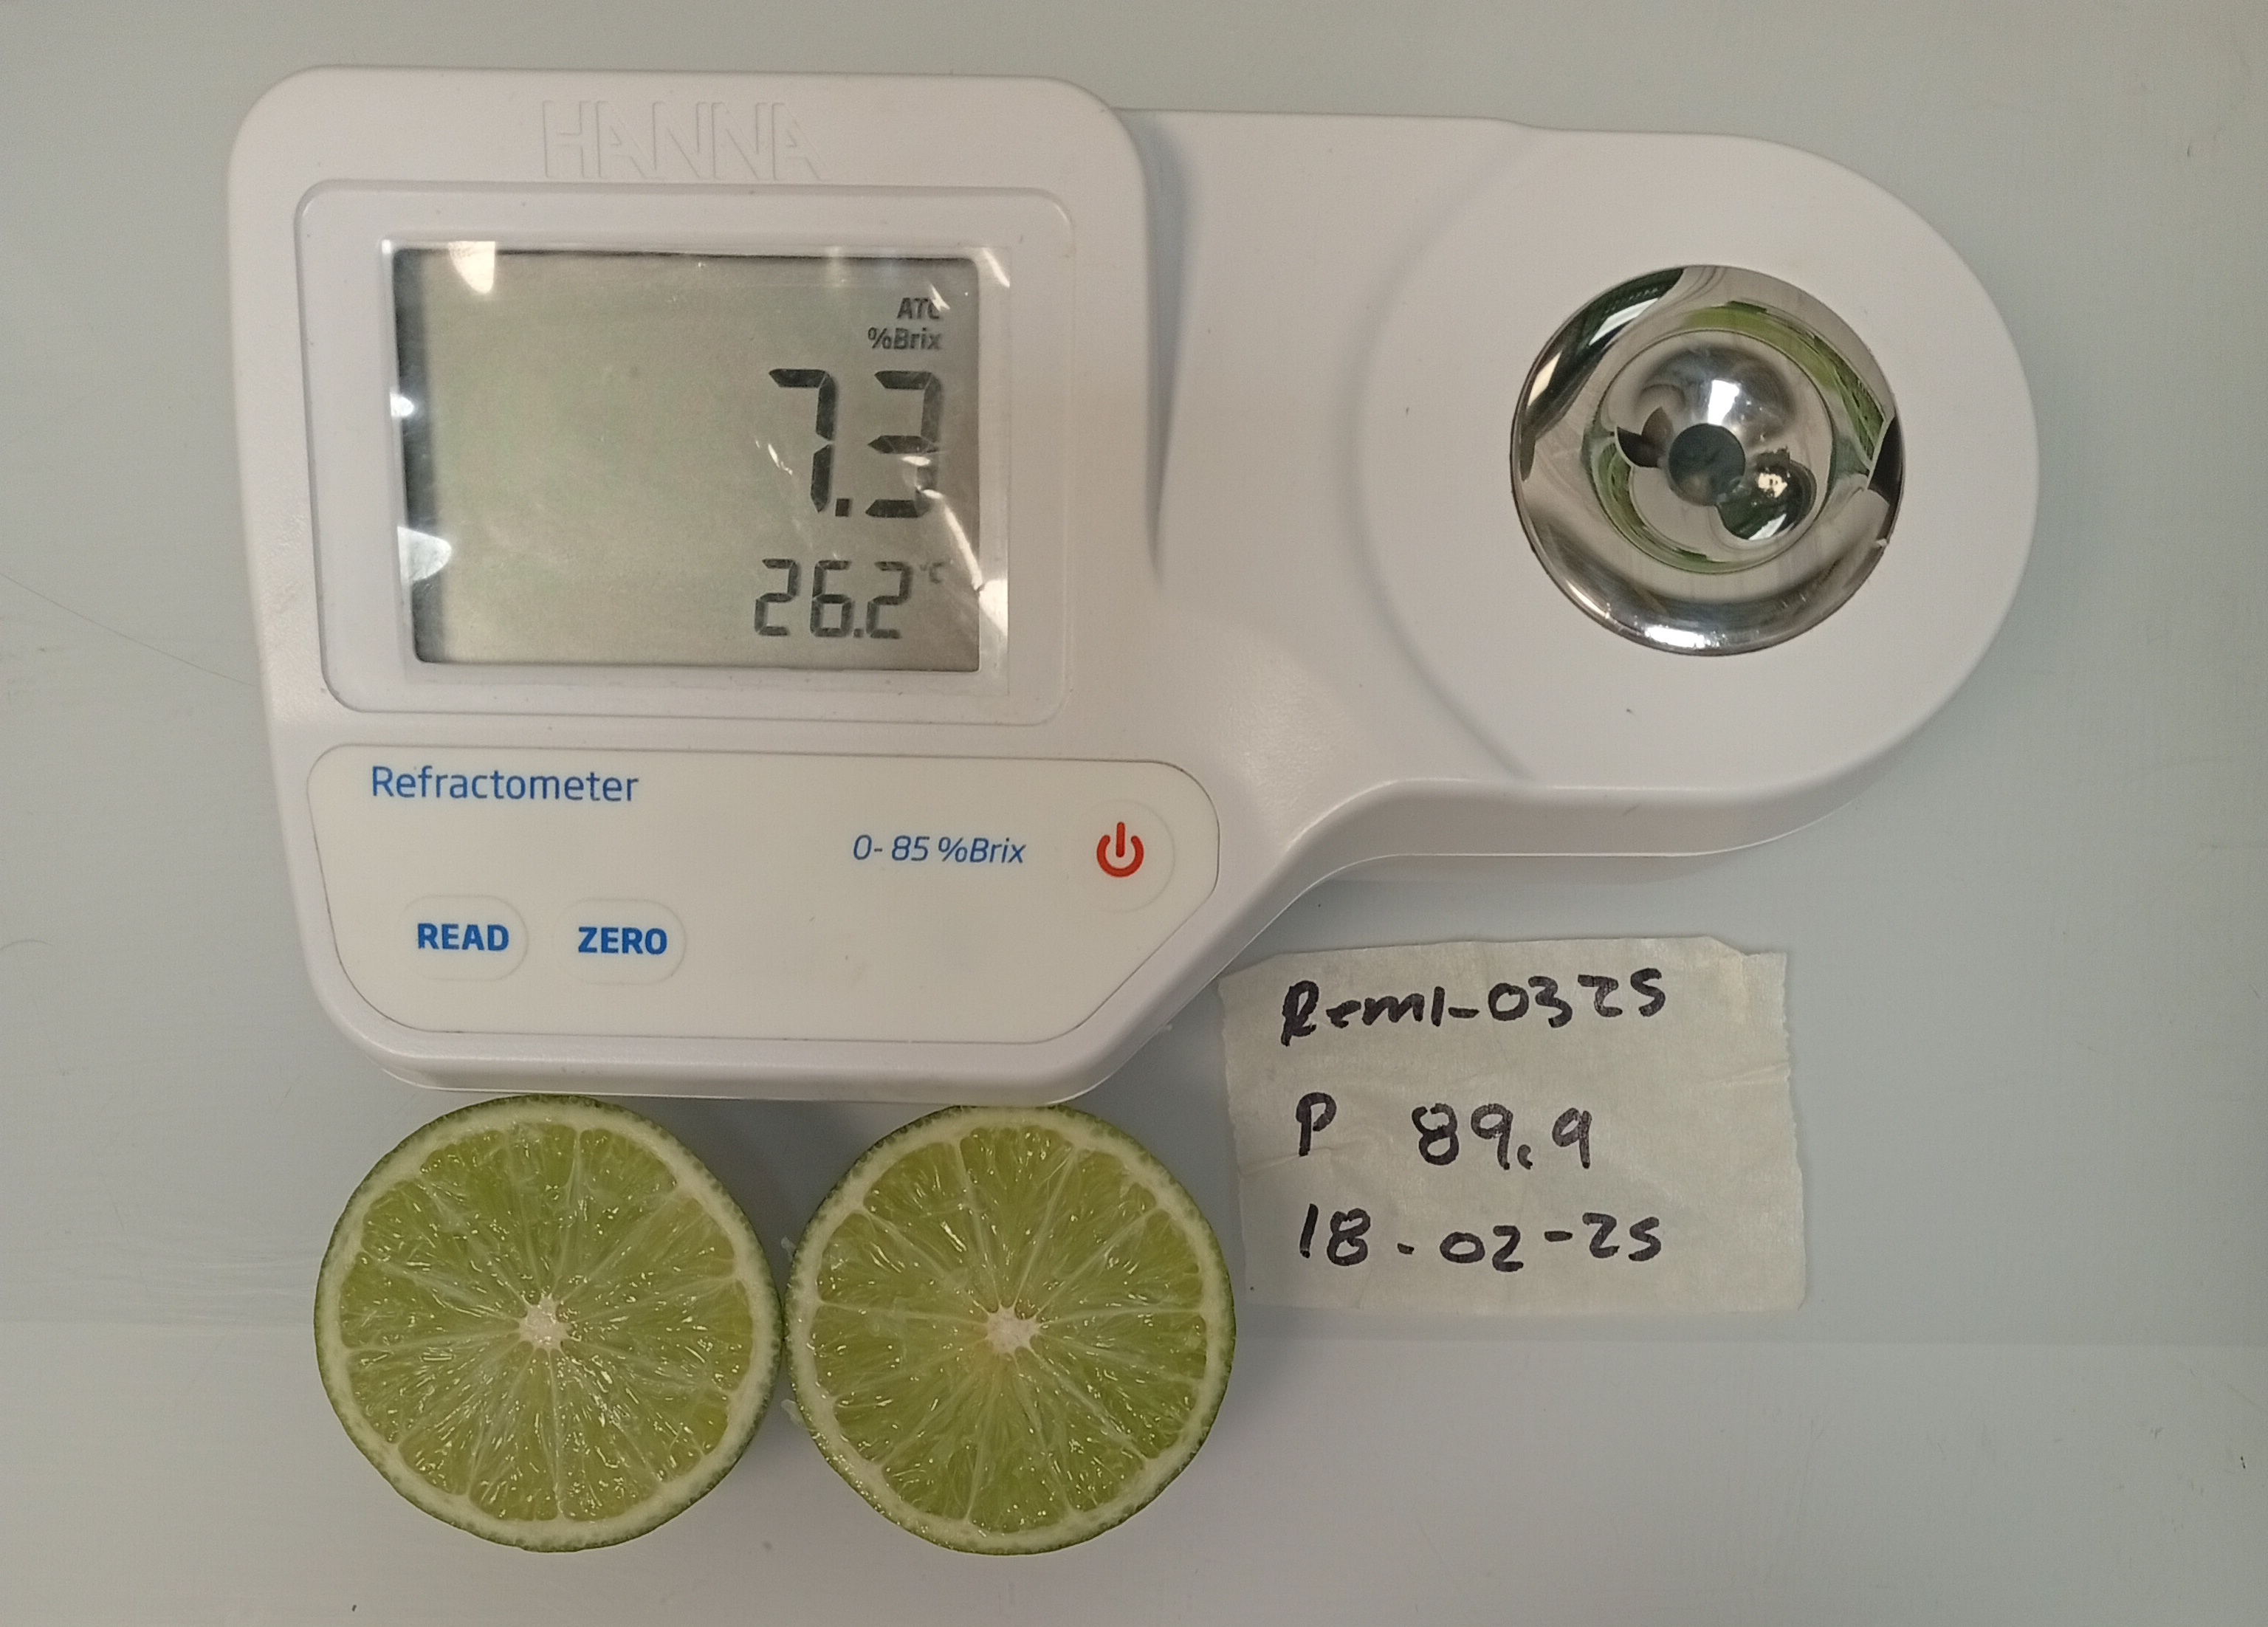 HANNA
ATC
%Brix
7.3
26.2 °C
Refractometer
0-85 %Brix
READ ZERO
Remi-0325
P 89.9
18-02-25